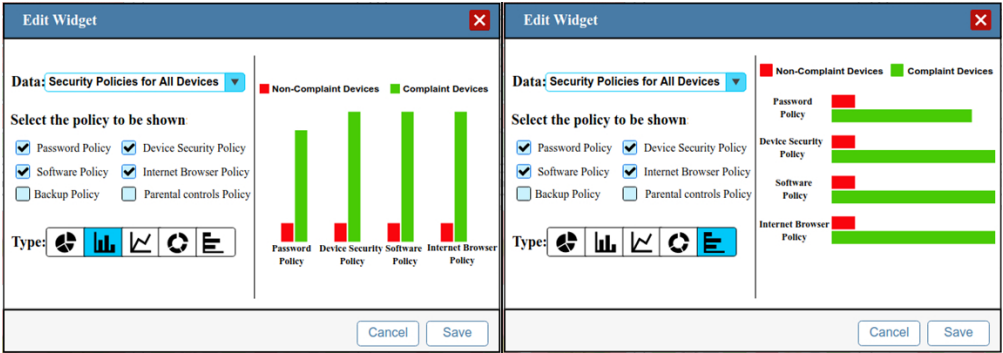 Edit Widget
Data: Security Policies for All Devices
Select the policy to be shown
Password Policy Device Security Policy
Software Policy Internet Browser Policy
Backup Policy Parental controls Policy
Type:
Non-Complaint Devices Complaint Devices
Password Policy
Device Security Policy
Software Policy
Internet Browser Policy
Cancel Save
Edit Widget
Data: Security Policies for All Devices
Select the policy to be shown
Password Policy Device Security Policy
Software Policy Internet Browser Policy
Backup Policy Parental controls Policy
Type:
Non-Complaint Devices Complaint Devices
Password
Policy
Device Security
Policy
Software
Policy
Internet Browser
Policy
Cancel Save